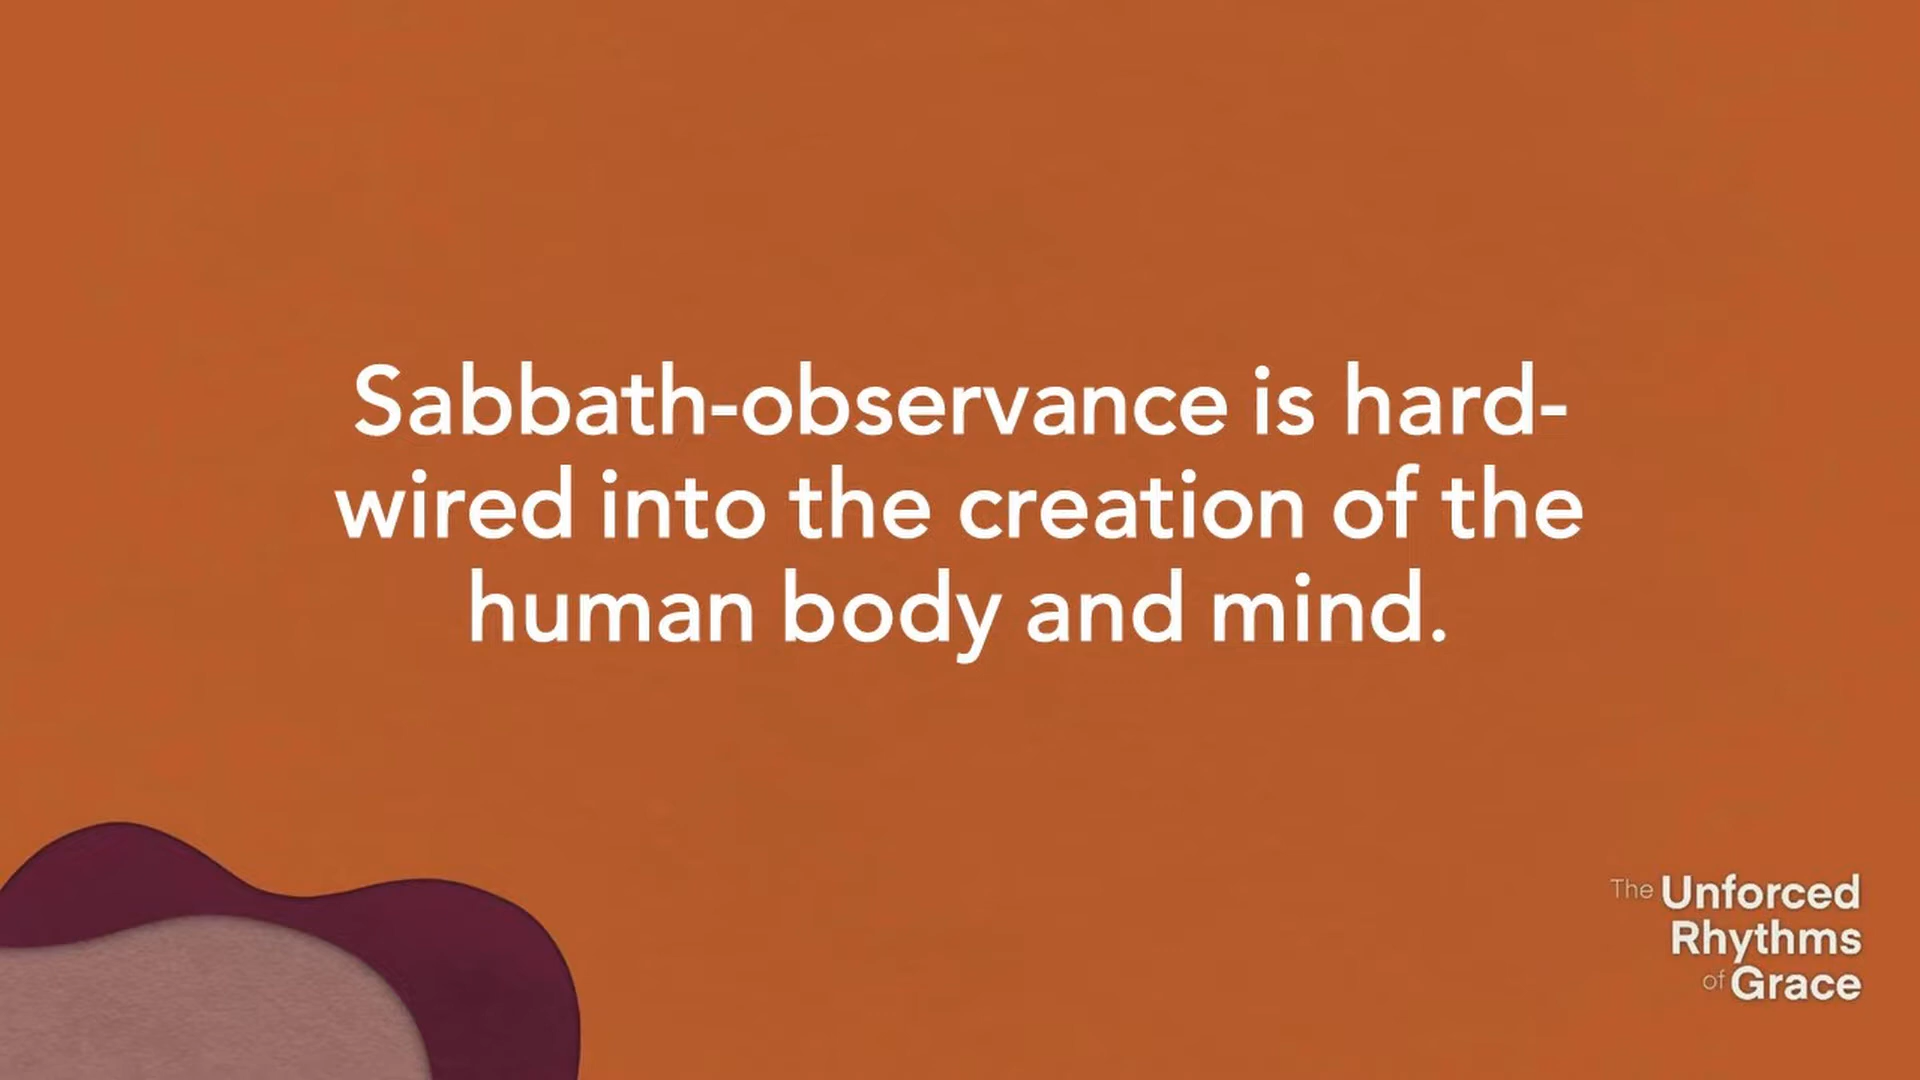 Sabbath-observance is hard-
wired into the creation of the
human body and mind.
The Unforced
Rhythms
of Grace